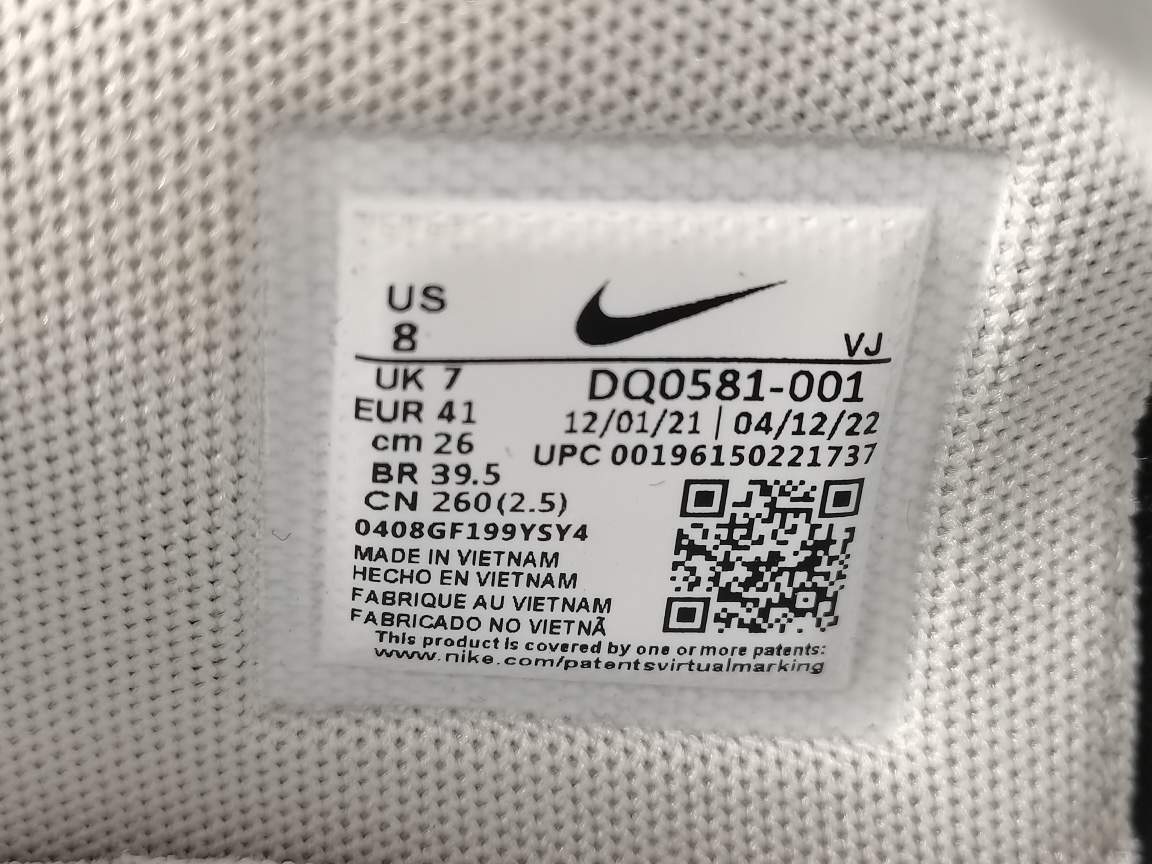 US
8
VJ
UK 7
DQ0581-001
EUR 41
12/01/21 | 04/12/22
cm 26
UPC 00196150221737
BR 39.5
CN 260(2.5)
0408GF199YSY4
MADE IN VIETNAM
HECHO EN VIETNAM
FABRIQUE AU VIETNAM
FABRICADO NO VIETNÃ
This product is covered by one or more patents:
www.nike.com/patentsvirtualmarking